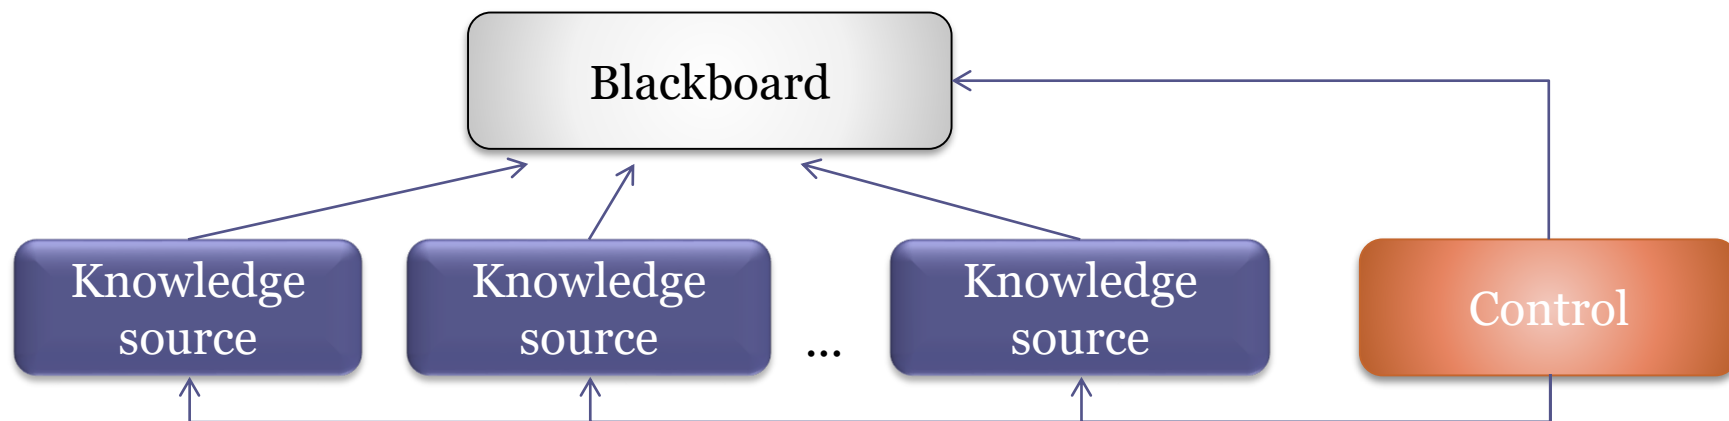 Blackboard
Knowledge
source
Knowledge
source
...
Knowledge
source
Control